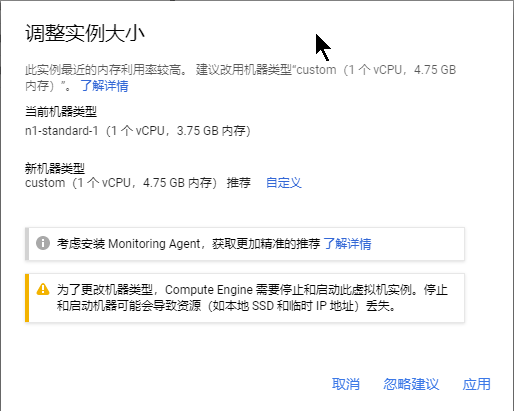 调整实例大小
此实例最近的内存利用率较高。 建议改用机器类型“custom（1 个 vCPU，4.75 GB
内存）”。 了解详情
当前机器类型
n1-standard-1（1 个 vCPU，3.75 GB 内存）
新机器类型
custom（1 个 vCPU，4.75 GB 内存） 推荐 自定义
考虑安装 Monitoring Agent，获取更加精准的推荐 了解详情
为了更改机器类型，Compute Engine 需要停止和启动此虚拟机实例。停止
和启动机器可能会导致资源（如本地 SSD 和临时 IP 地址）丢失。
取消 忽略建议 应用